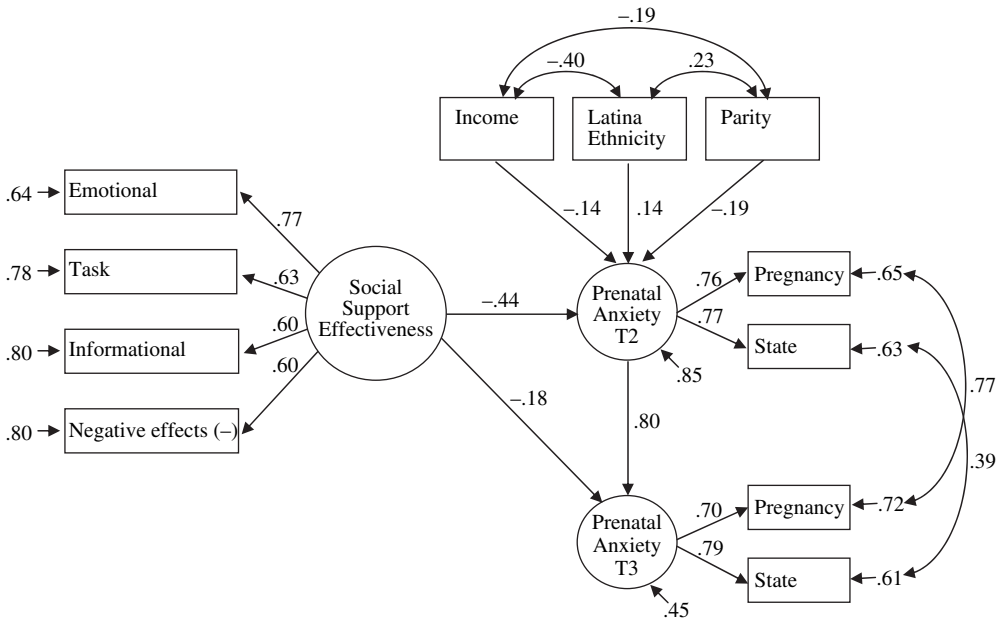 –.19
–.40
.23
Income
Latina
Ethnicity
Parity
–.14
.14
–.19
.64
Emotional
.77
.78
Task
.63
.80
Informational
.60
.80
Negative effects (–)
.60
Social
Support
Effectiveness
–.44
–.18
Prenatal
Anxiety
T2
.85
.76
Pregnancy
.65
.77
State
.63
.80
.77
.39
Prenatal
Anxiety
T3
.45
.70
Pregnancy
.72
.79
State
.61